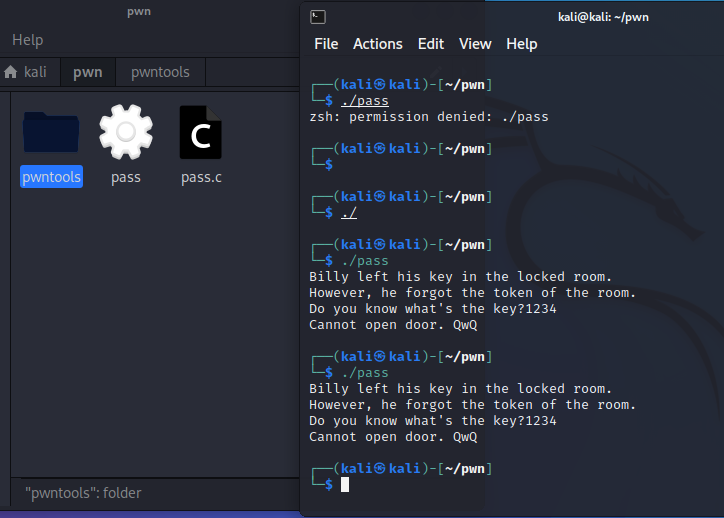 pwn
Help
kali
pwn
pwntools
pwntools
pass
C
pass.c
"pwntools": folder
kali@kali: ~/pwn
File Actions Edit View Help
┌──(kali㉿kali)-[~/pwn]
└─$ ./pass
zsh: permission denied: ./pass
┌──(kali㉿kali)-[~/pwn]
└─$
┌──(kali㉿kali)-[~/pwn]
└─$ ./
┌──(kali㉿kali)-[~/pwn]
└─$ ./pass
Billy left his key in the locked room.
However, he forgot the token of the room.
Do you know what's the key?1234
Cannot open door. QwQ
┌──(kali㉿kali)-[~/pwn]
└─$ ./pass
Billy left his key in the locked room.
However, he forgot the token of the room.
Do you know what's the key?1234
Cannot open door. QwQ
┌──(kali㉿kali)-[~/pwn]
└─$